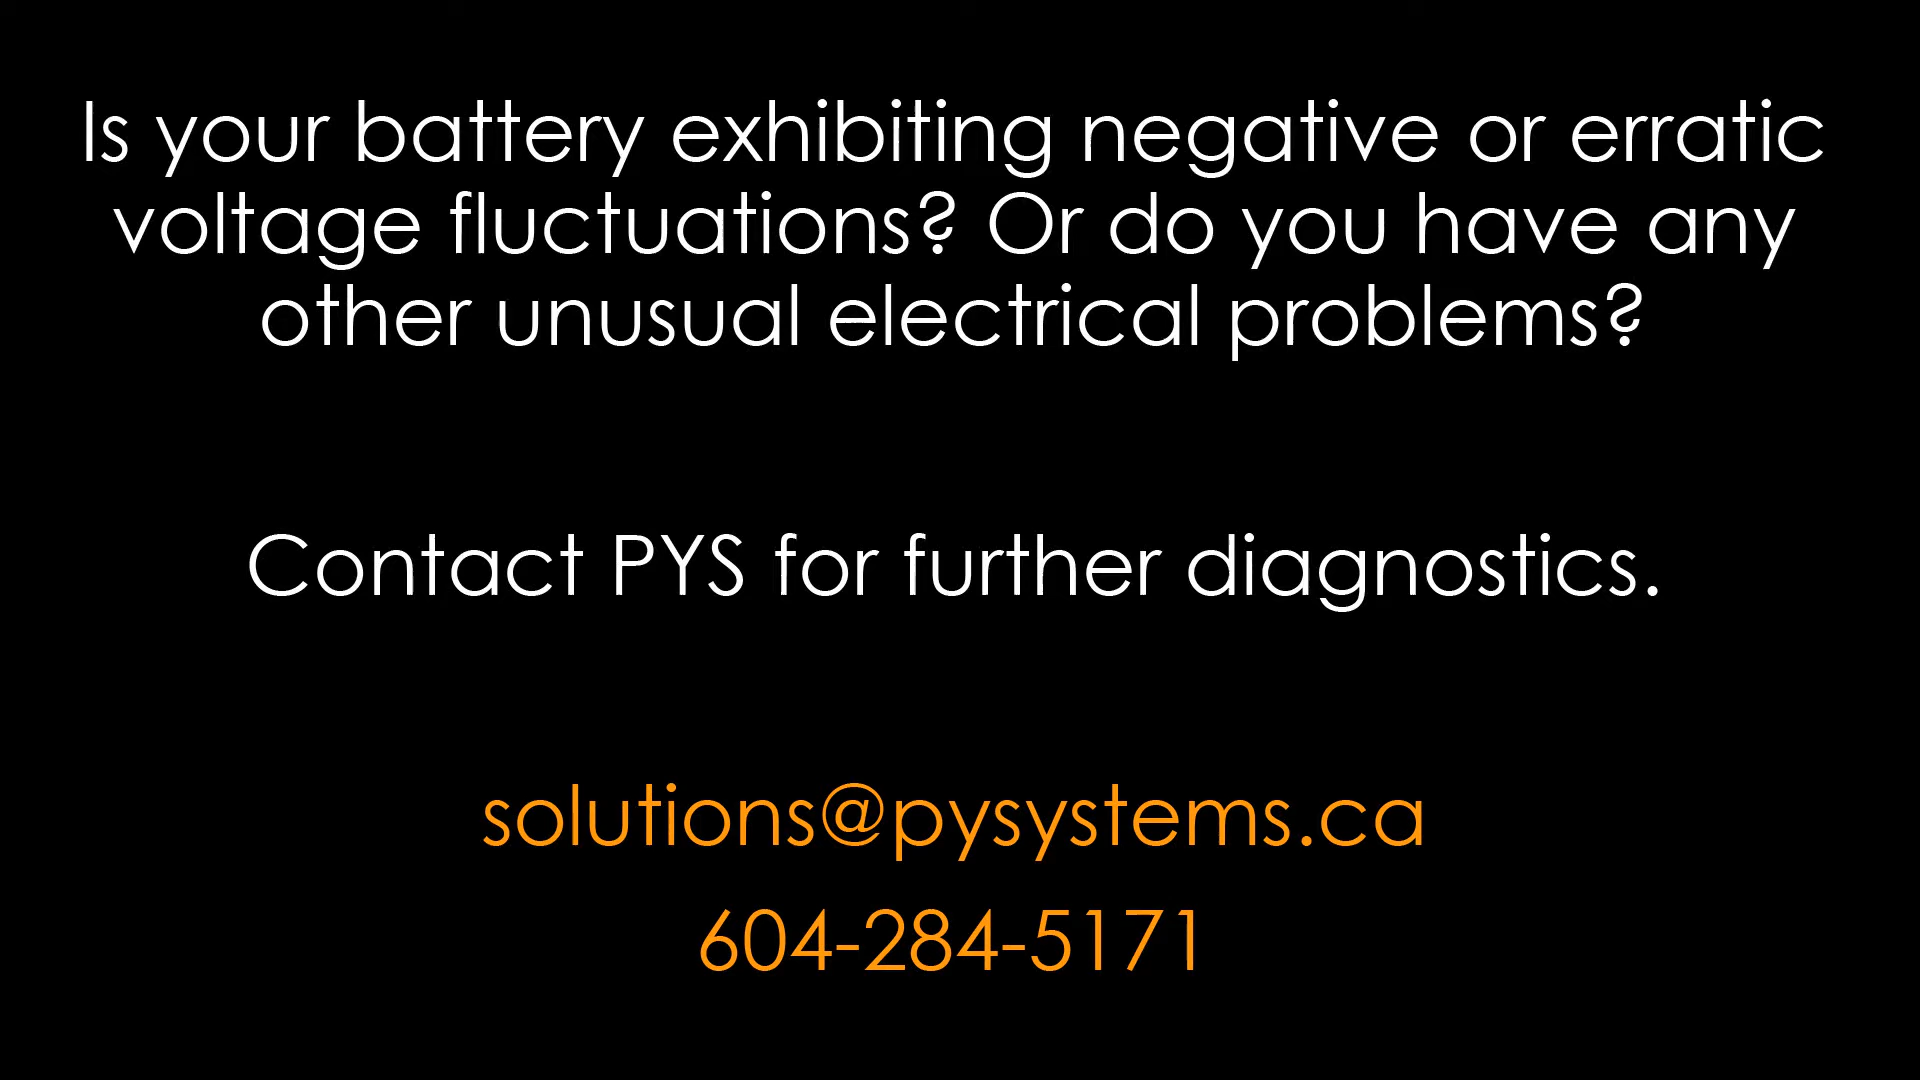 Is your battery exhibiting negative or erratic
voltage fluctuations? Or do you have any
other unusual electrical problems?
Contact PYS for further diagnostics.
solutions@pysystems.ca
604-284-5171